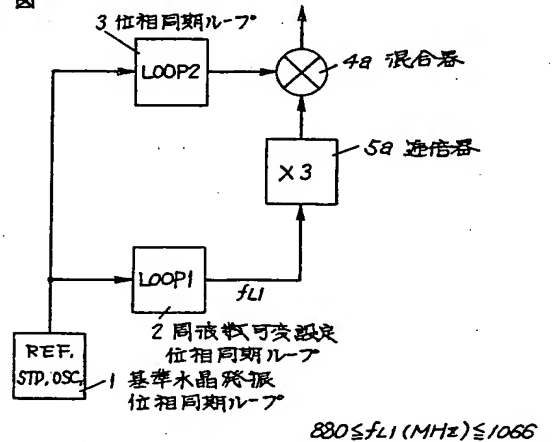 図
3 位相同期ループ
LOOP2
4a 混合器
5a 逓倍器
×3
LOOP1
fL1
2 周波数可変設定
位相同期ループ
REF.
STD. OSC.
1 基準水晶発振
位相同期ループ
880≦fL1(MHz)≦1066